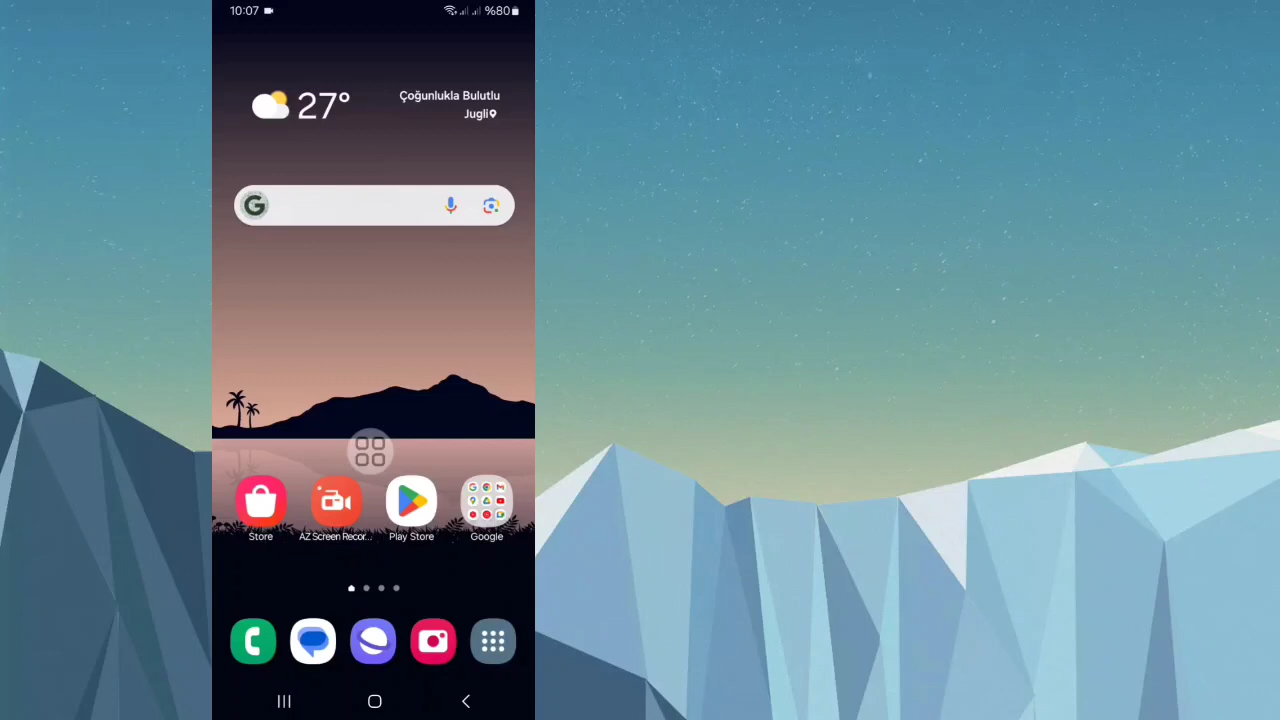 10:07
%80
27°
Çoğunlukla Bulutlu
Jugli
G
Store
AZ Screen Recor...
Play Store
Google